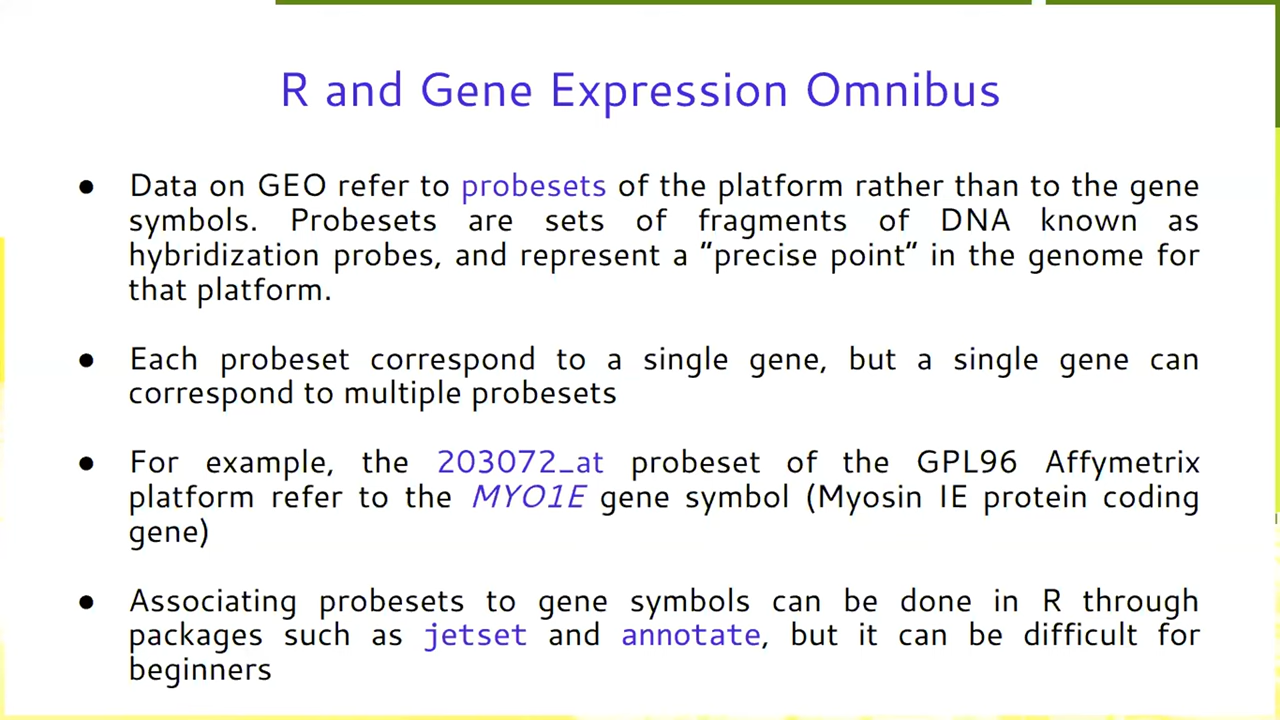 R and Gene Expression Omnibus
● Data on GEO refer to probesets of the platform rather than to the gene
symbols. Probesets are sets of fragments of DNA known as
hybridization probes, and represent a “precise point” in the genome for
that platform.
● Each probeset correspond to a single gene, but a single gene can
correspond to multiple probesets
● For example, the 203072_at probeset of the GPL96 Affymetrix
platform refer to the MYO1E gene symbol (Myosin IE protein coding
gene)
● Associating probesets to gene symbols can be done in R through
packages such as jetset and annotate, but it can be difficult for
beginners